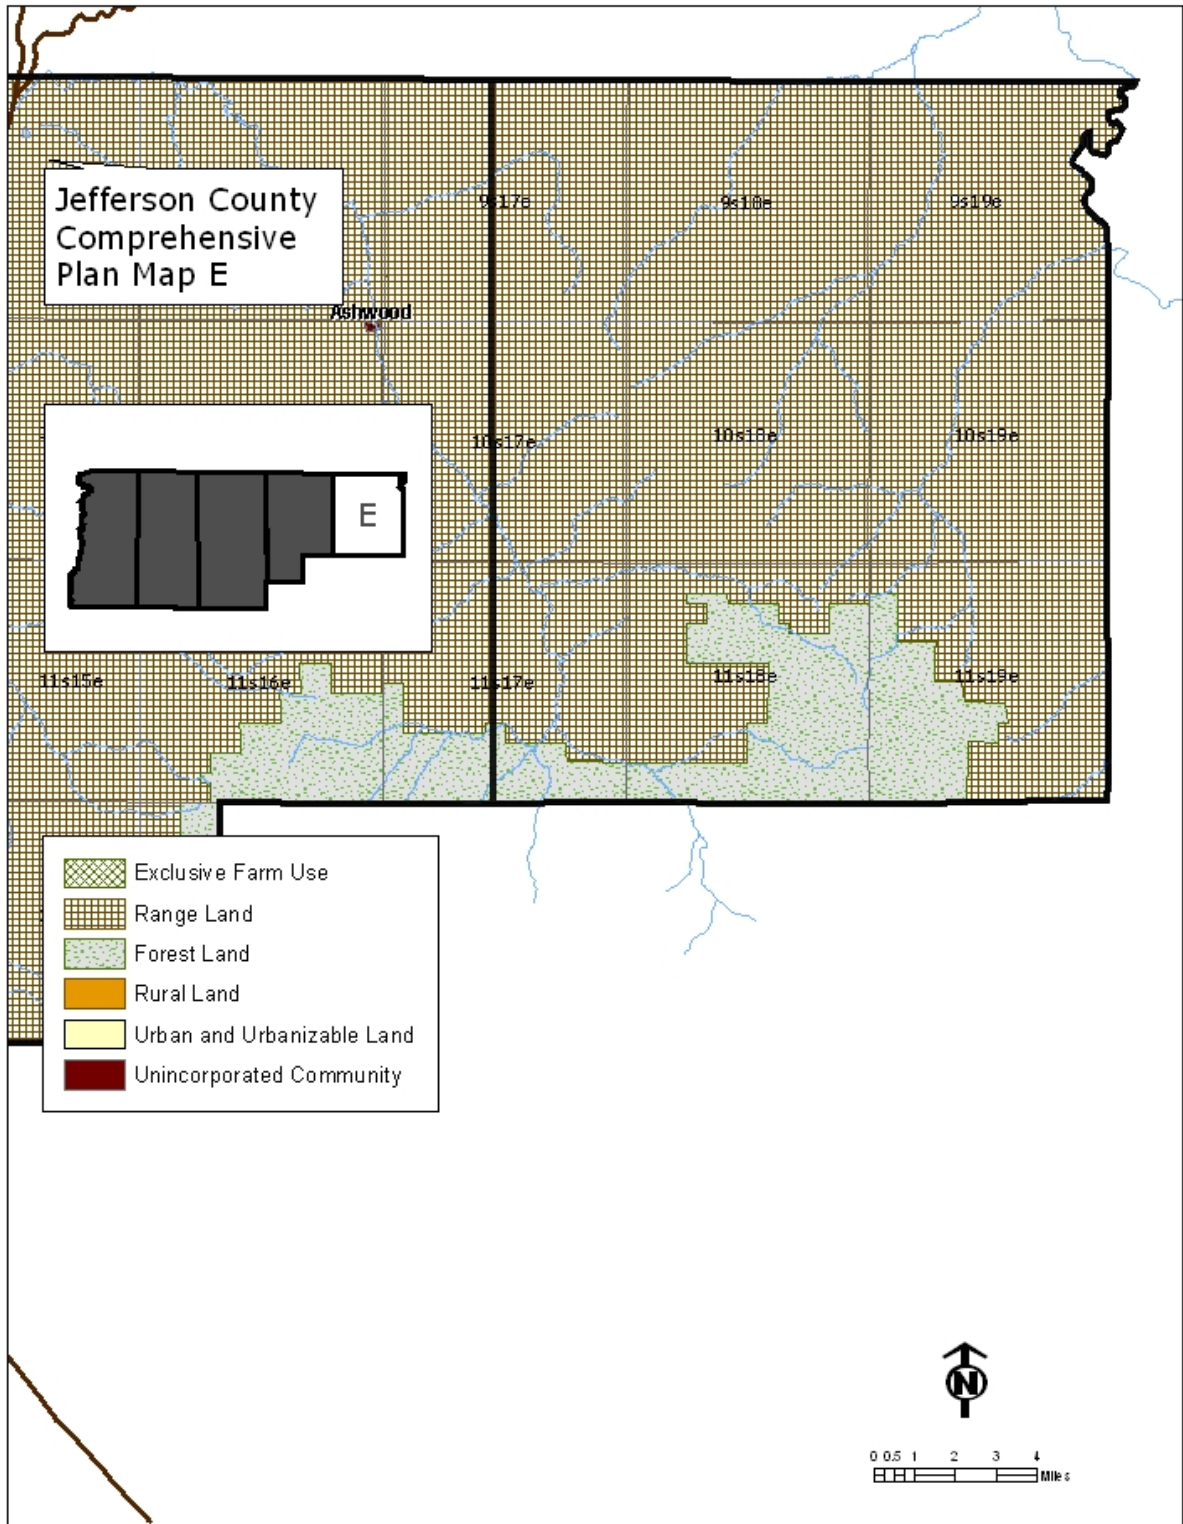 Jefferson County
Comprehensive
Plan Map E
9s17e
9s18e
9s19e
Ashwood
10s17e
10s18e
10s19e
E
11s15e
11s16e
11s17e
11s18e
11s19e
Exclusive Farm Use
Range Land
Forest Land
Rural Land
Urban and Urbanizable Land
Unincorporated Community
N
0 0.5 1 2 3 4
Miles